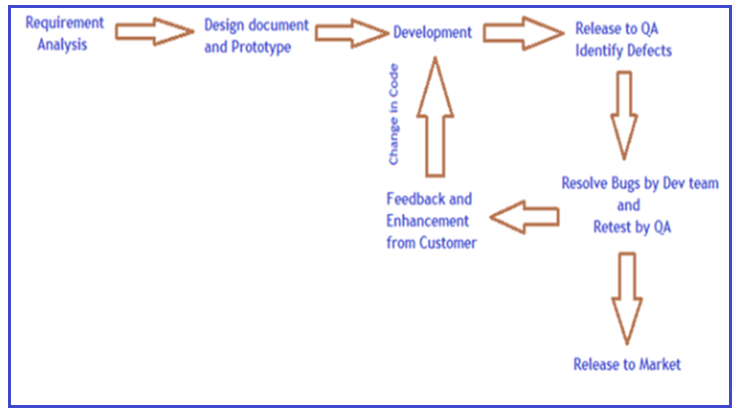 Requirement
Analysis
Design document
and Prototype
Development
Release to QA
Identify Defects
Change in Code
Resolve Bugs by Dev team
and
Retest by QA
Feedback and
Enhancement
from Customer
Release to Market